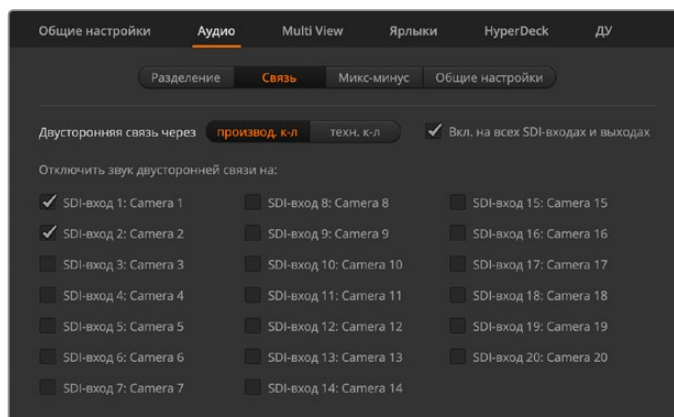 Общие настройки Аудио Multi View Ярлыки HyperDeck ДУ
Разделение Связь Микс-минус Общие настройки
Двусторонняя связь через производ. к-л техн. к-л Вкл. на всех SDI-входах и выходах
Отключить звук двусторонней связи на:
SDI-вход 1: Camera 1 SDI-вход 8: Camera 8 SDI-вход 15: Camera 15
SDI-вход 2: Camera 2 SDI-вход 9: Camera 9 SDI-вход 16: Camera 16
SDI-вход 3: Camera 3 SDI-вход 10: Camera 10 SDI-вход 17: Camera 17
SDI-вход 4: Camera 4 SDI-вход 11: Camera 11 SDI-вход 18: Camera 18
SDI-вход 5: Camera 5 SDI-вход 12: Camera 12 SDI-вход 19: Camera 19
SDI-вход 6: Camera 6 SDI-вход 13: Camera 13 SDI-вход 20: Camera 20
SDI-вход 7: Camera 7 SDI-вход 14: Camera 14